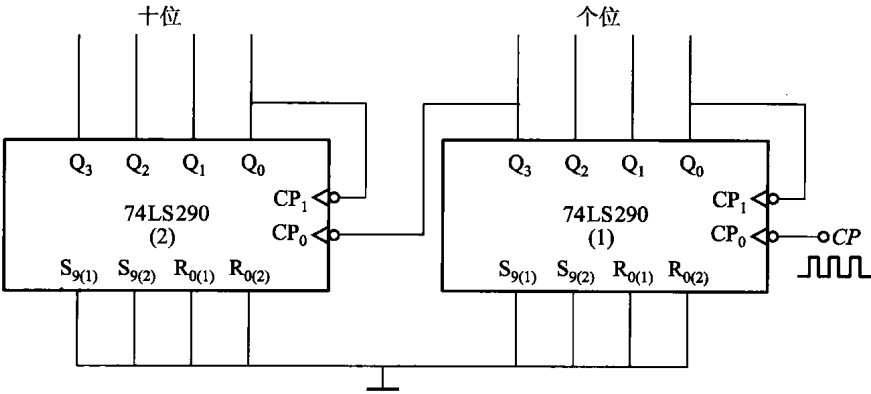 十位 个位
Q3 Q2 Q1 Q0 Q3 Q2 Q1 Q0
CP1 CP1
74LS290 74LS290
(2) CP0 (1) CP0 CP
S9(1) S9(2) R0(1) R0(2) S9(1) S9(2) R0(1) R0(2)